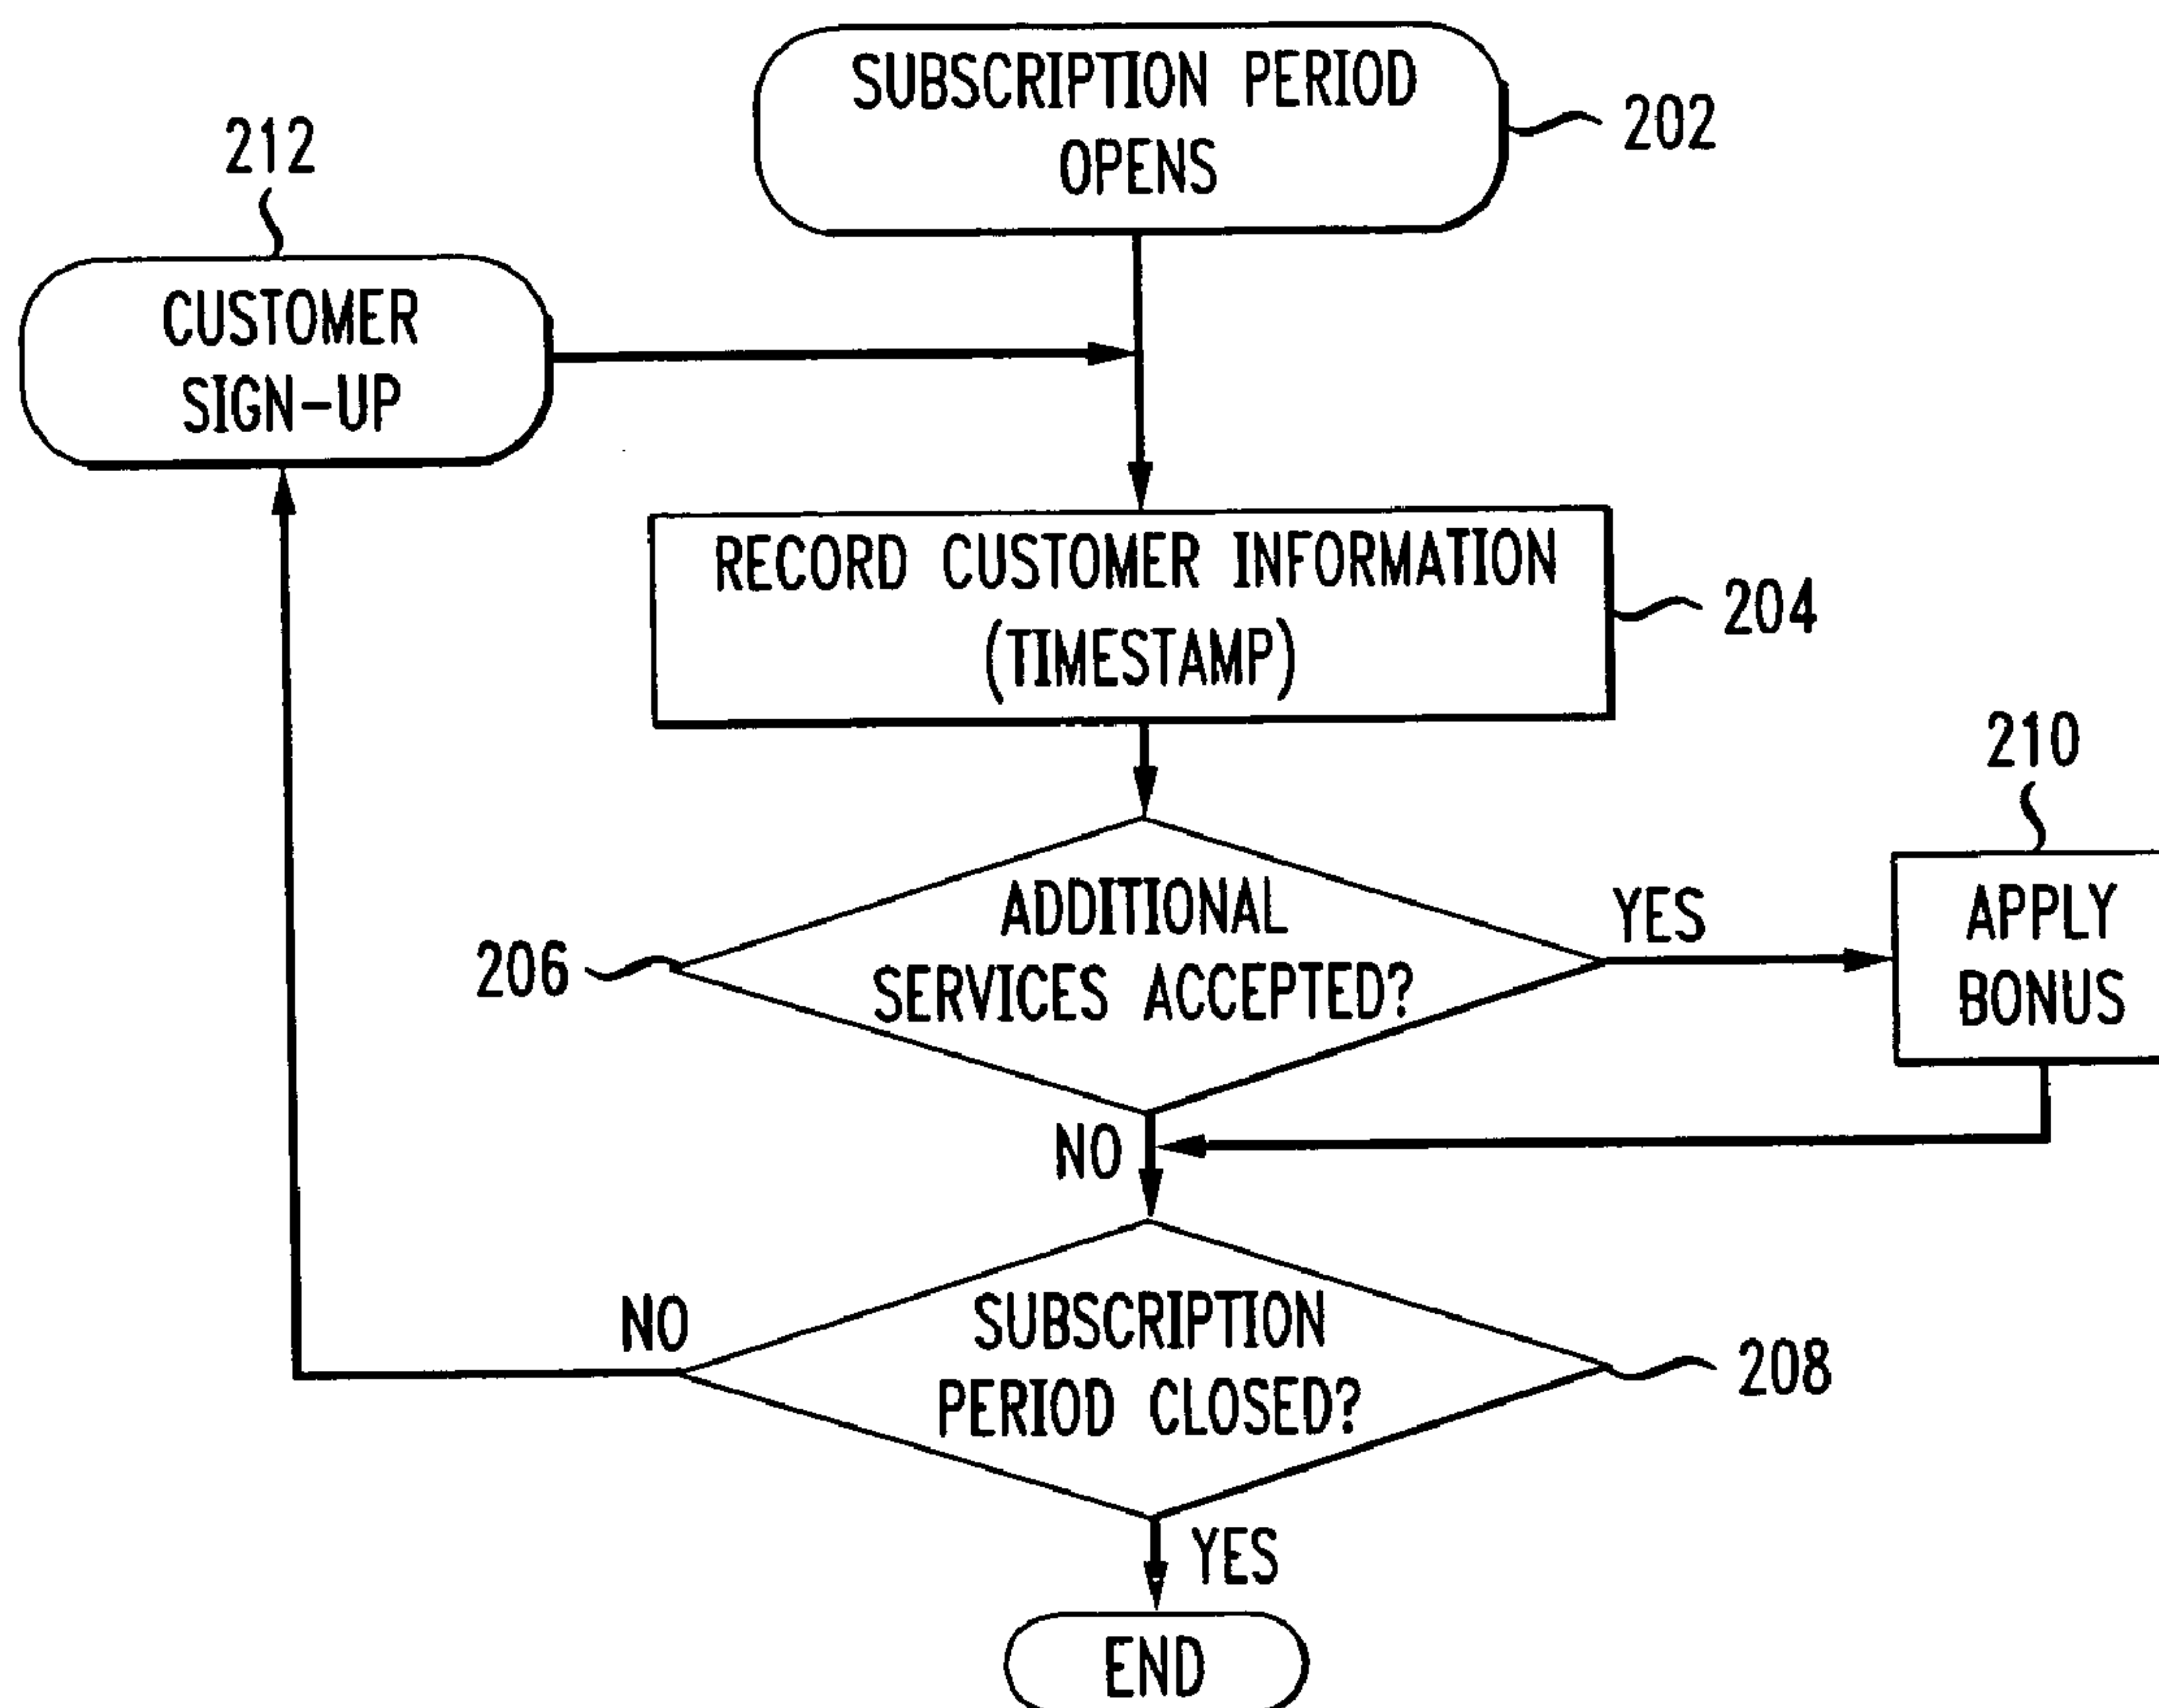 SUBSCRIPTION PERIOD
OPENS
202
212
CUSTOMER
SIGN-UP
RECORD CUSTOMER INFORMATION
(TIMESTAMP)
204
210
ADDITIONAL
SERVICES ACCEPTED?
206
YES
APPLY
BONUS
NO
SUBSCRIPTION
PERIOD CLOSED?
NO
208
YES
END